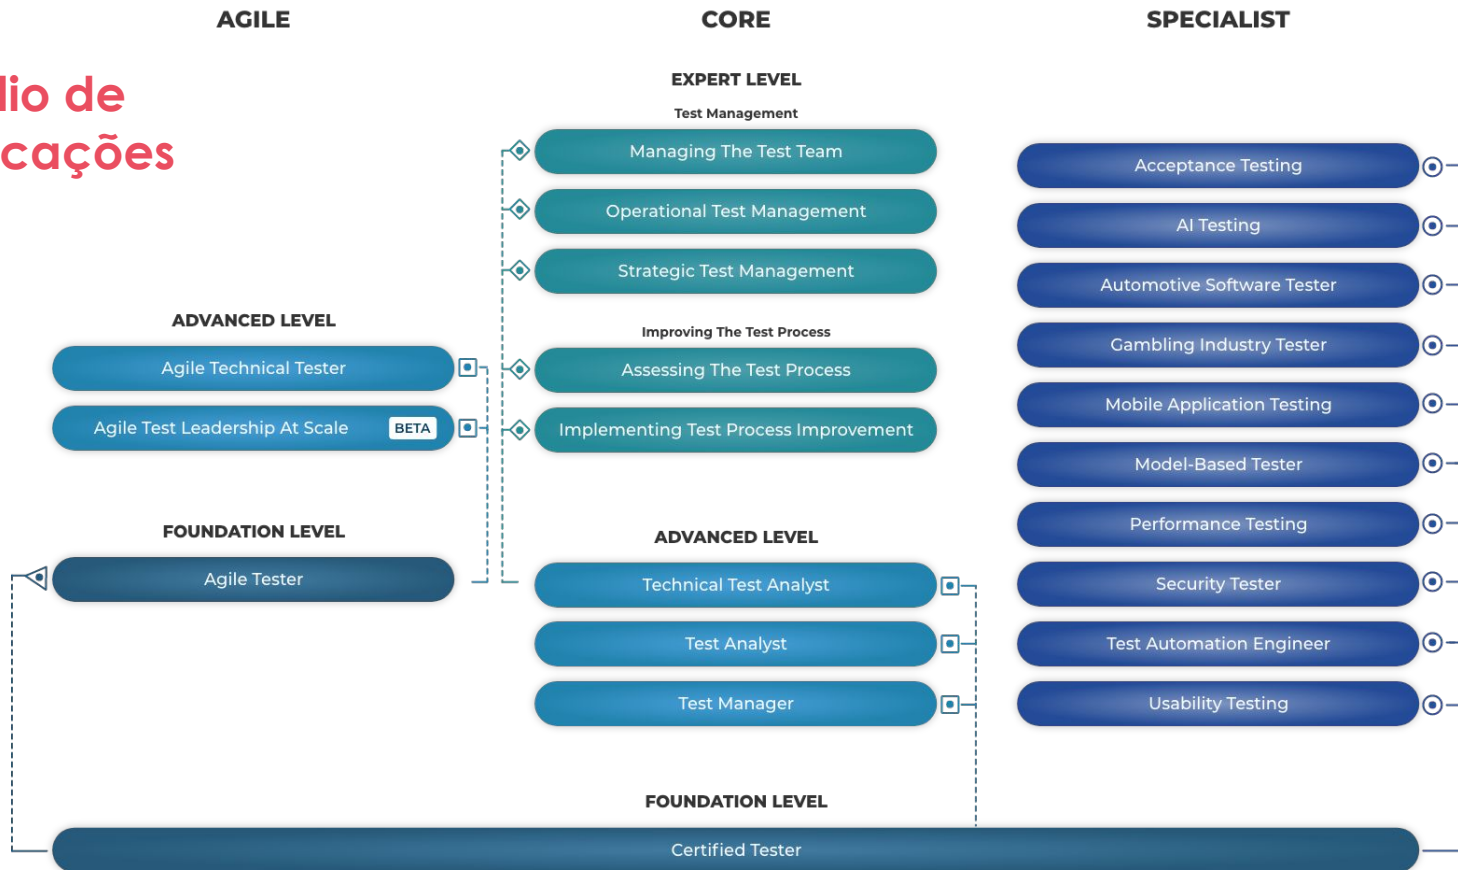 AGILE
CORE
SPECIALIST
lio de
cações
EXPERT LEVEL
Test Management
Managing The Test Team
Operational Test Management
Strategic Test Management
Improving The Test Process
Assessing The Test Process
Implementing Test Process Improvement
ADVANCED LEVEL
Agile Technical Tester
Agile Test Leadership At Scale BETA
FOUNDATION LEVEL
Agile Tester
ADVANCED LEVEL
Technical Test Analyst
Test Analyst
Test Manager
Acceptance Testing
AI Testing
Automotive Software Tester
Gambling Industry Tester
Mobile Application Testing
Model-Based Tester
Performance Testing
Security Tester
Test Automation Engineer
Usability Testing
FOUNDATION LEVEL
Certified Tester